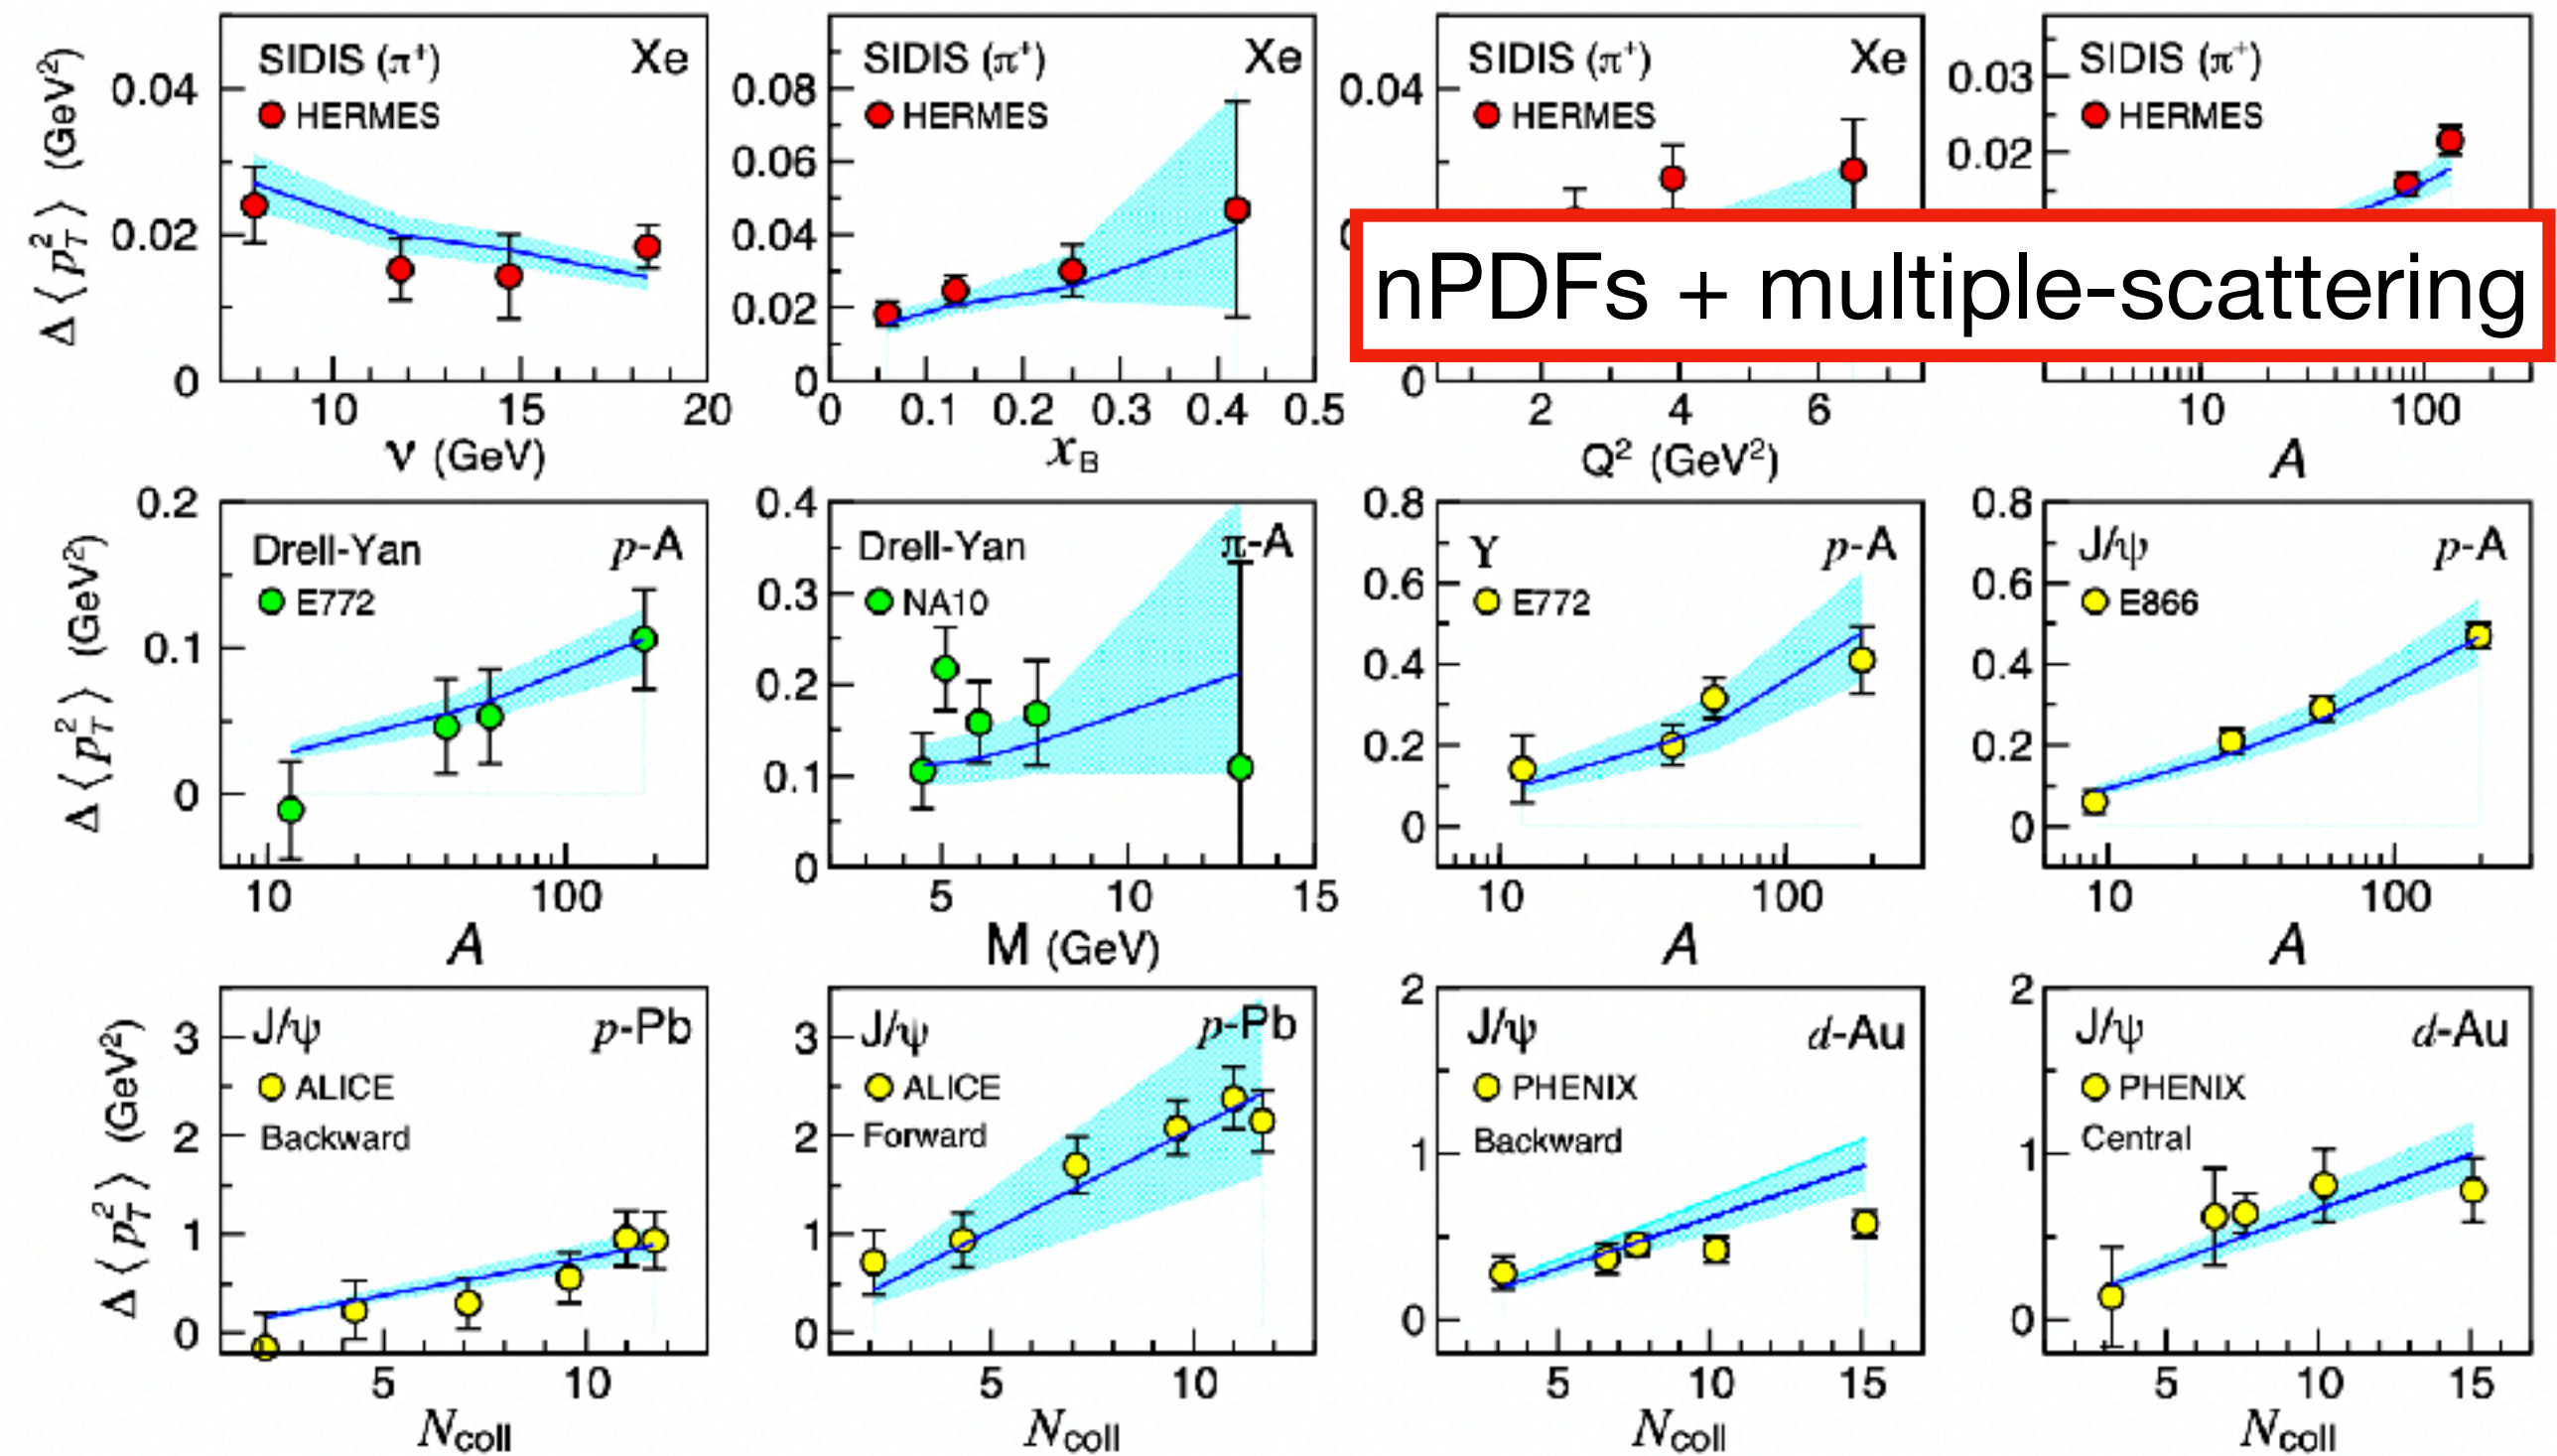 Δ⟨p_T^2⟩ (GeV²)
SIDIS (π⁺) Xe
HERMES
0.04
0.02
0
10 15 20
ν (GeV)
SIDIS (π⁺) Xe
HERMES
0.08
0.06
0.04
0.02
0
0 0.1 0.2 0.3 0.4 0.5
x_B
SIDIS (π⁺) Xe
HERMES
0.04
0
2 4 6
Q² (GeV²)
SIDIS (π⁺)
HERMES
0.03
0.02
10 100
A
nPDFs + multiple-scattering
Δ⟨p_T^2⟩ (GeV²)
Drell-Yan p-A
E772
0.2
0.1
0
10 100
A
Drell-Yan π-A
NA10
0.4
0.3
0.2
0.1
0
5 10 15
M (GeV)
ϒ p-A
E772
0.8
0.6
0.4
0.2
0
10 100
A
J/ψ p-A
E866
0.8
0.6
0.4
0.2
0
10 100
A
Δ⟨p_T^2⟩ (GeV²)
J/ψ p-Pb
ALICE
Backward
3
2
1
0
5 10
N_coll
J/ψ p-Pb
ALICE
Forward
3
2
1
0
5 10
N_coll
J/ψ d-Au
PHENIX
Backward
2
1
0
5 10 15
N_coll
J/ψ d-Au
PHENIX
Central
2
1
0
5 10 15
N_coll